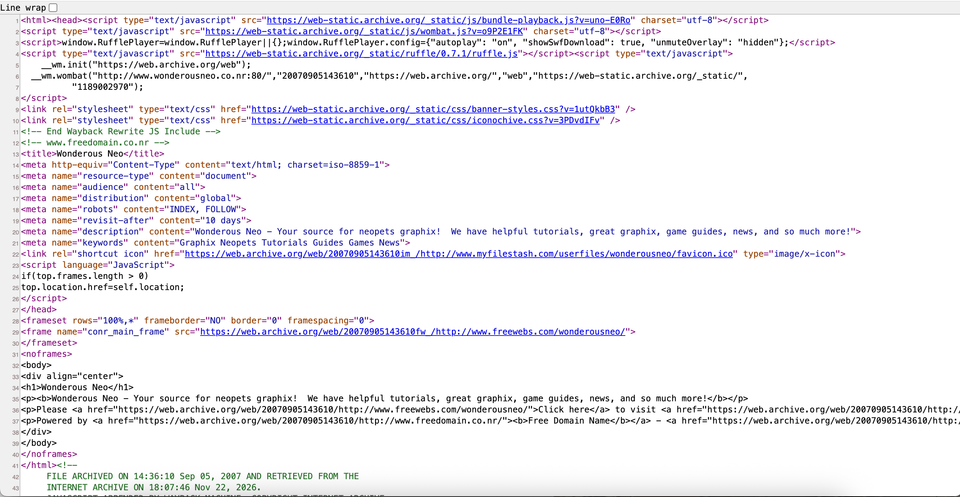 Line wrap
1 <html><head><script type="text/javascript" src="https://web-static.archive.org/_static/js/bundle-playback.js?v=uno-E0Ro" charset="utf-8"></script>
2 <script type="text/javascript" src="https://web-static.archive.org/_static/js/wombat.js?v=o9P2E1FK" charset="utf-8"></script>
3 <script>window.RufflePlayer=window.RufflePlayer||{};window.RufflePlayer.config={"autoplay": "on", "showSwfDownload": true, "unmuteOverlay": "hidden"};</script>
4 <script type="text/javascript" src="https://web-static.archive.org/_static/ruffle/0.7.1/ruffle.js"></script><script type="text/javascript">
5 __wm.init("https://web.archive.org/web");
6 __wm.wombat("http://www.wonderousneo.co.nr:80/","20070905143610","https://web.archive.org/","web","https://web-static.archive.org/_static/",
7 "1189002970");
8 </script>
9 <link rel="stylesheet" type="text/css" href="https://web-static.archive.org/_static/css/banner-styles.css?v=1utQkbB3" />
10 <link rel="stylesheet" type="text/css" href="https://web-static.archive.org/_static/css/iconochive.css?v=3PDvdIFv" />
11 <!-- End Wayback Rewrite JS Include -->
12 <!-- www.freedomain.co.nr -->
13 <title>Wonderous Neo</title>
14 <meta http-equiv="Content-Type" content="text/html; charset=iso-8859-1">
15 <meta name="resource-type" content="document">
16 <meta name="audience" content="all">
17 <meta name="distribution" content="global">
18 <meta name="robots" content="INDEX, FOLLOW">
19 <meta name="revisit-after" content="10 days">
20 <meta name="description" content="Wonderous Neo - Your source for neopets graphix!  We have helpful tutorials, great graphix, game guides, news, and so much more!">
21 <meta name="keywords" content="Graphix Neopets Tutorials Guides Games News">
22 <link rel="shortcut icon" href="https://web.archive.org/web/20070905143610im_/http://www.myfilestash.com/userfiles/wonderousneo/favicon.ico" type="image/x-icon">
23 <script language="JavaScript">
24 if(top.frames.length > 0)
25 top.location.href=self.location;
26 </script>
27 </head>
28 <frameset rows="100%,*" frameborder="NO" border="0" framespacing="0">
29 <frame name="conr_main_frame" src="https://web.archive.org/web/20070905143610fw_/http://www.freewebs.com/wonderousneo/">
30 </frameset>
31 <noframes>
32 <body>
33 <div align="center">
34 <h1>Wonderous Neo</h1>
35 <p><b>Wonderous Neo - Your source for neopets graphix!  We have helpful tutorials, great graphix, game guides, news, and so much more!</b></p>
36 <p>Please <a href="https://web.archive.org/web/20070905143610/http://www.freewebs.com/wonderousneo/">Click here</a> to visit <a href="https://web.archive.org/web/20070905143610/http:/
37 <p>Powered by <a href="https://web.archive.org/web/20070905143610/http://www.freedomain.co.nr/"><b>Free Domain Name</b></a> - <a href="https://web.archive.org/web/20070905143610/http:/
38 </div>
39 </body>
40 </noframes>
41 </html><!--
42 FILE ARCHIVED ON 14:36:10 Sep 05, 2007 AND RETRIEVED FROM THE
43 INTERNET ARCHIVE ON 18:07:46 Nov 22, 2026.